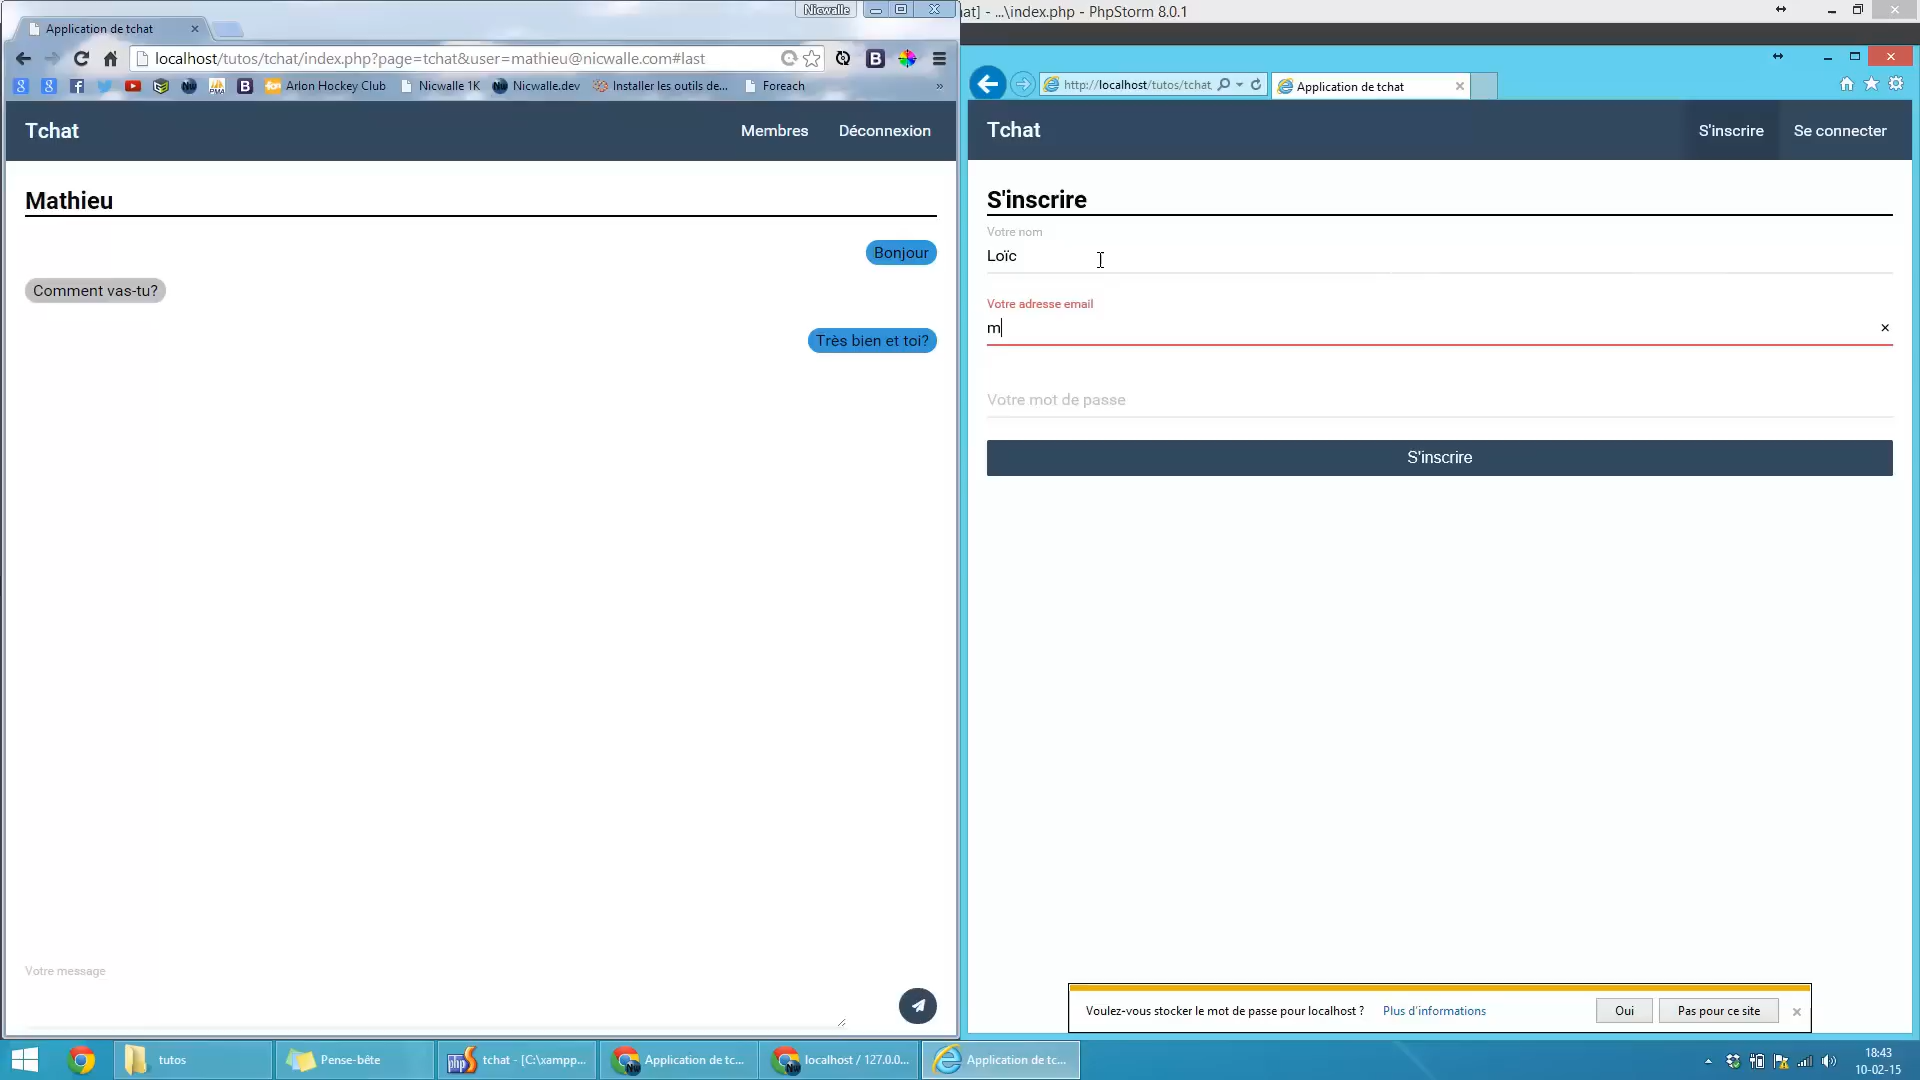 Nicwalle
Application de tchat
localhost/tutos/tchat/index.php?page=tchat&user=mathieu@nicwalle.com#last
Arlon Hockey Club
Nicwalle 1K
Nicwalle.dev
Installer les outils de...
Foreach
»
Tchat
Membres
Déconnexion
Mathieu
Bonjour
Comment vas-tu?
Très bien et toi?
Votre message
hat] - ...\index.php - PhpStorm 8.0.1
http://localhost/tutos/tchat
Application de tchat
Tchat
S'inscrire
Se connecter
S'inscrire
Votre nom
Loïc
Votre adresse email
m
Votre mot de passe
S'inscrire
Voulez-vous stocker le mot de passe pour localhost ?
Plus d'informations
Oui
Pas pour ce site
tutos
Pense-bête
tchat - [C:\xampp...
Application de tc...
localhost / 127.0.0...
Application de tc...
18:43
10-02-15